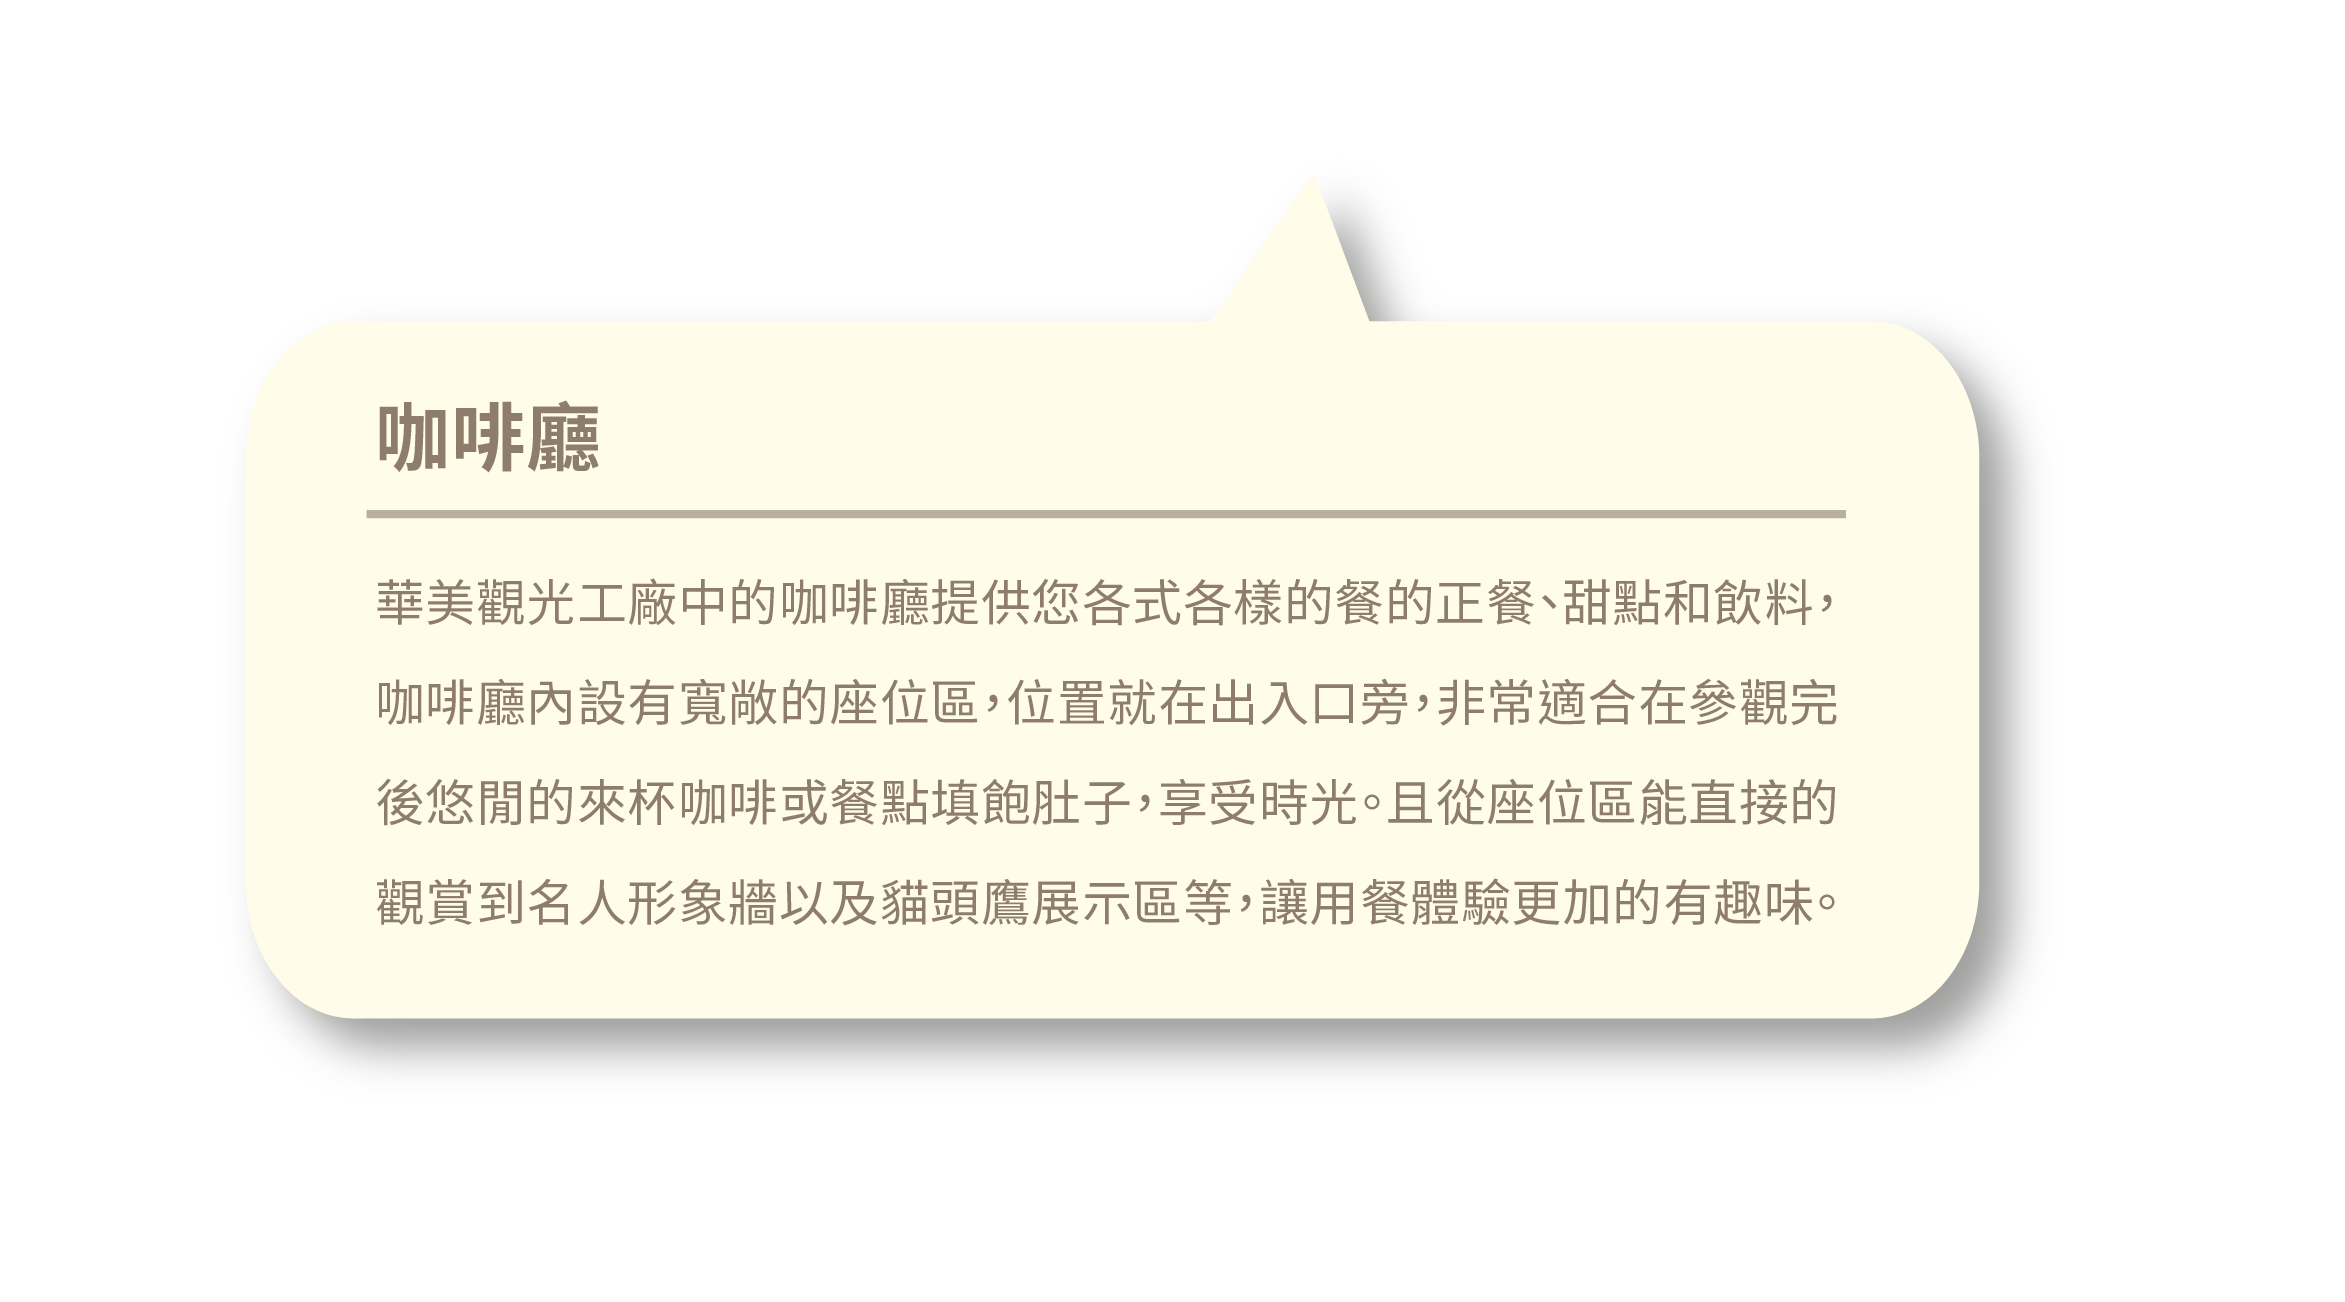 咖啡廳
華美觀光工廠中的咖啡廳提供您各式各樣的餐的正餐、甜點和飲料，
咖啡廳內設有寬敞的座位區，位置就在出入口旁，非常適合在參觀完
後悠閒的來杯咖啡或餐點填飽肚子，享受時光。且從座位區能直接的
觀賞到名人形象牆以及貓頭鷹展示區等，讓用餐體驗更加的有趣味。